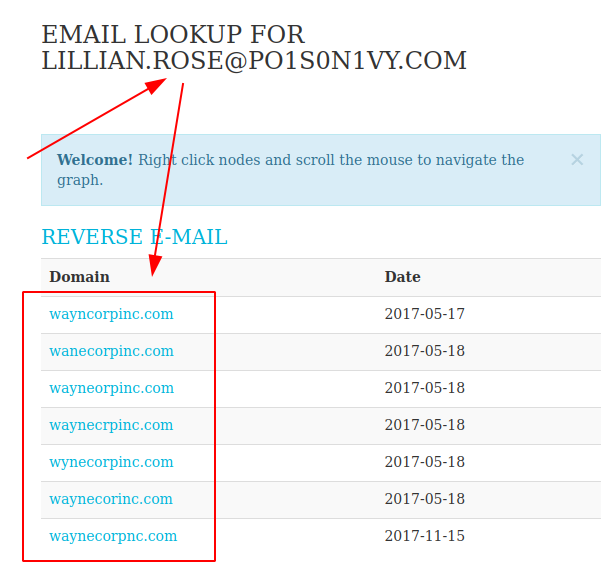 EMAIL LOOKUP FOR
LILLIAN.ROSE@PO1S0N1VY.COM
Welcome! Right click nodes and scroll the mouse to navigate the
graph.
×
REVERSE E-MAIL
Domain Date
wayncorpinc.com 2017-05-17
wanecorpinc.com 2017-05-18
wayneorpinc.com 2017-05-18
waynecrpinc.com 2017-05-18
wynecorpinc.com 2017-05-18
waynecorinc.com 2017-05-18
waynecorpnc.com 2017-11-15